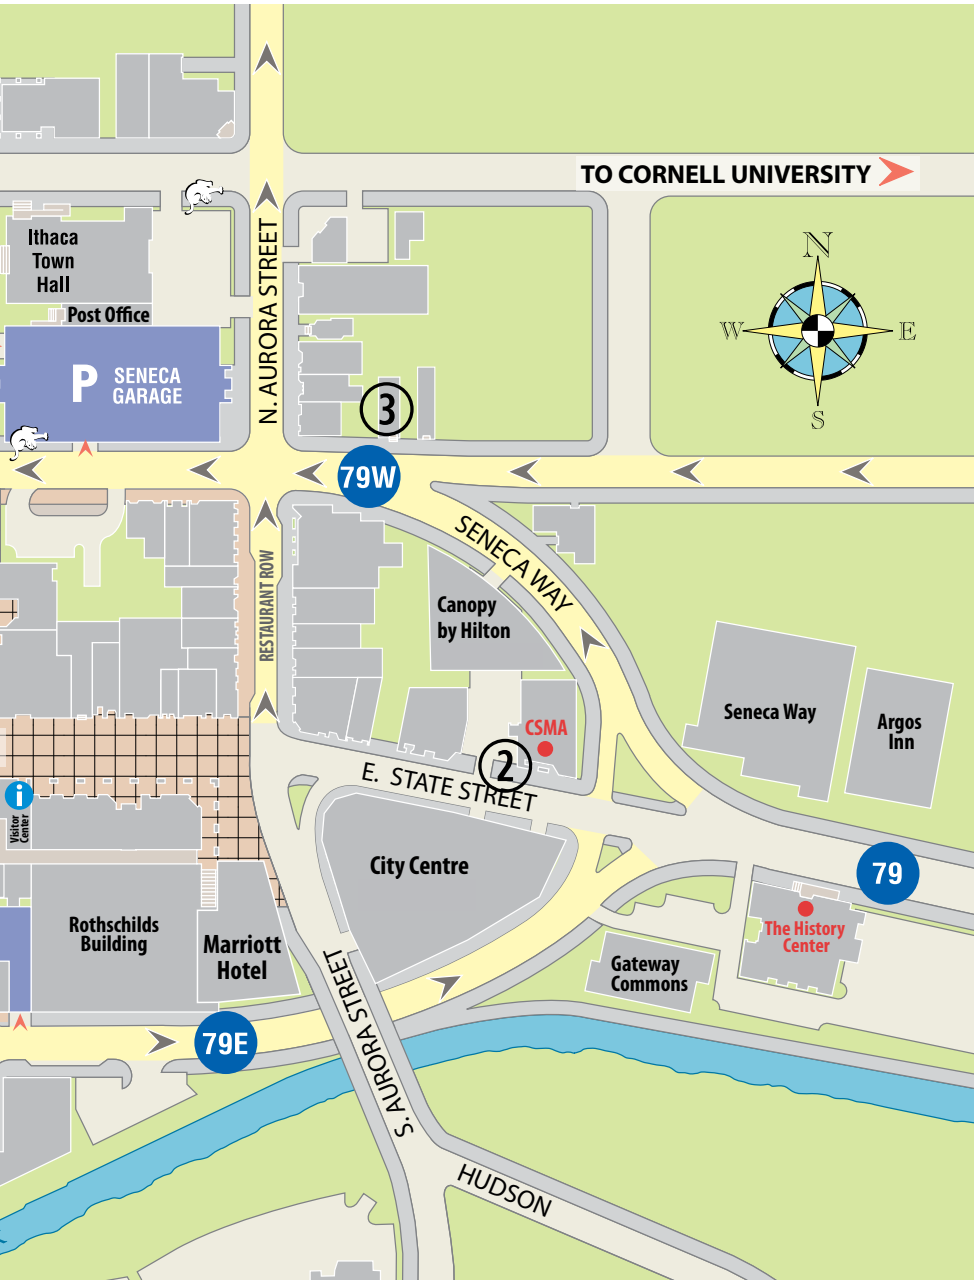 TO CORNELL UNIVERSITY
N
W
E
S
Ithaca
Town
Hall
Post Office
P
SENECA
GARAGE
N. AURORA STREET
3
79W
SENECA WAY
RESTAURANT ROW
Canopy
by Hilton
Seneca Way
Argos
Inn
CSMA
2
E. STATE STREET
i
Visitor
Center
City Centre
79
Rothschilds
Building
Marriott
Hotel
The History
Center
Gateway
Commons
79E
S. AURORA STREET
HUDSON